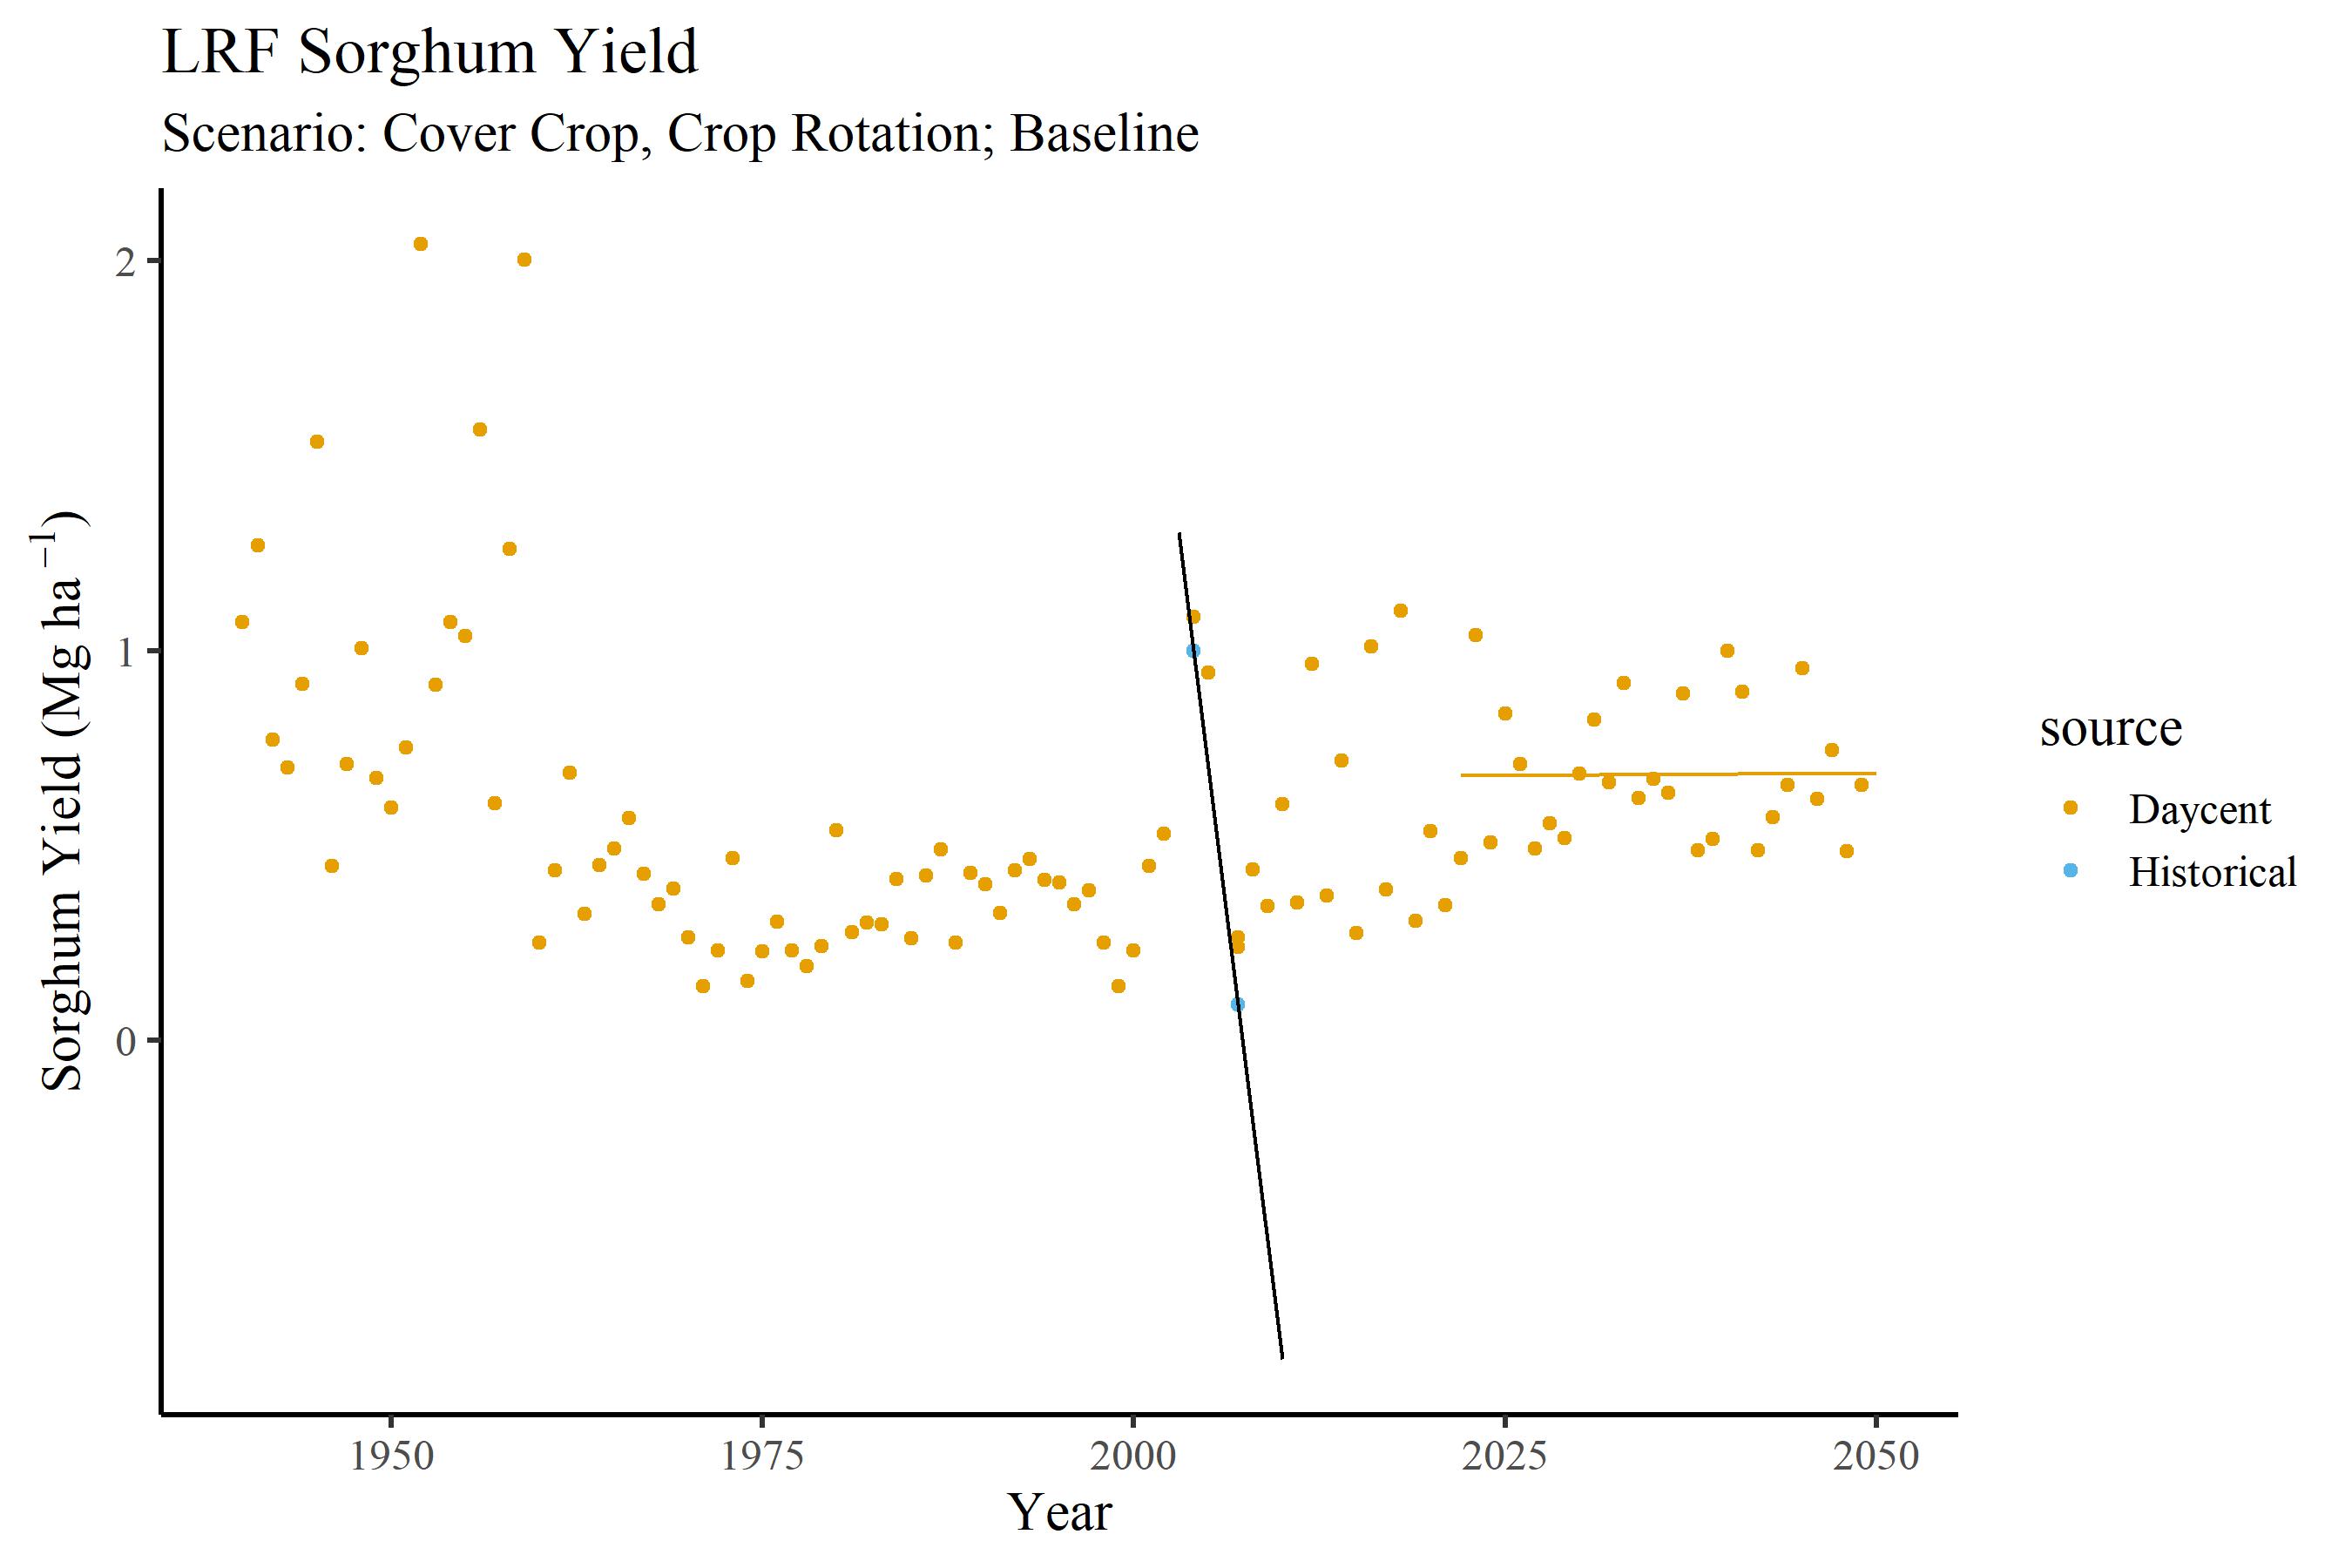 LRF Sorghum Yield
Scenario: Cover Crop, Crop Rotation; Baseline
Sorghum Yield (Mg ha⁻¹)
2
1
0
1950
1975
2000
2025
2050
Year
source
Daycent
Historical